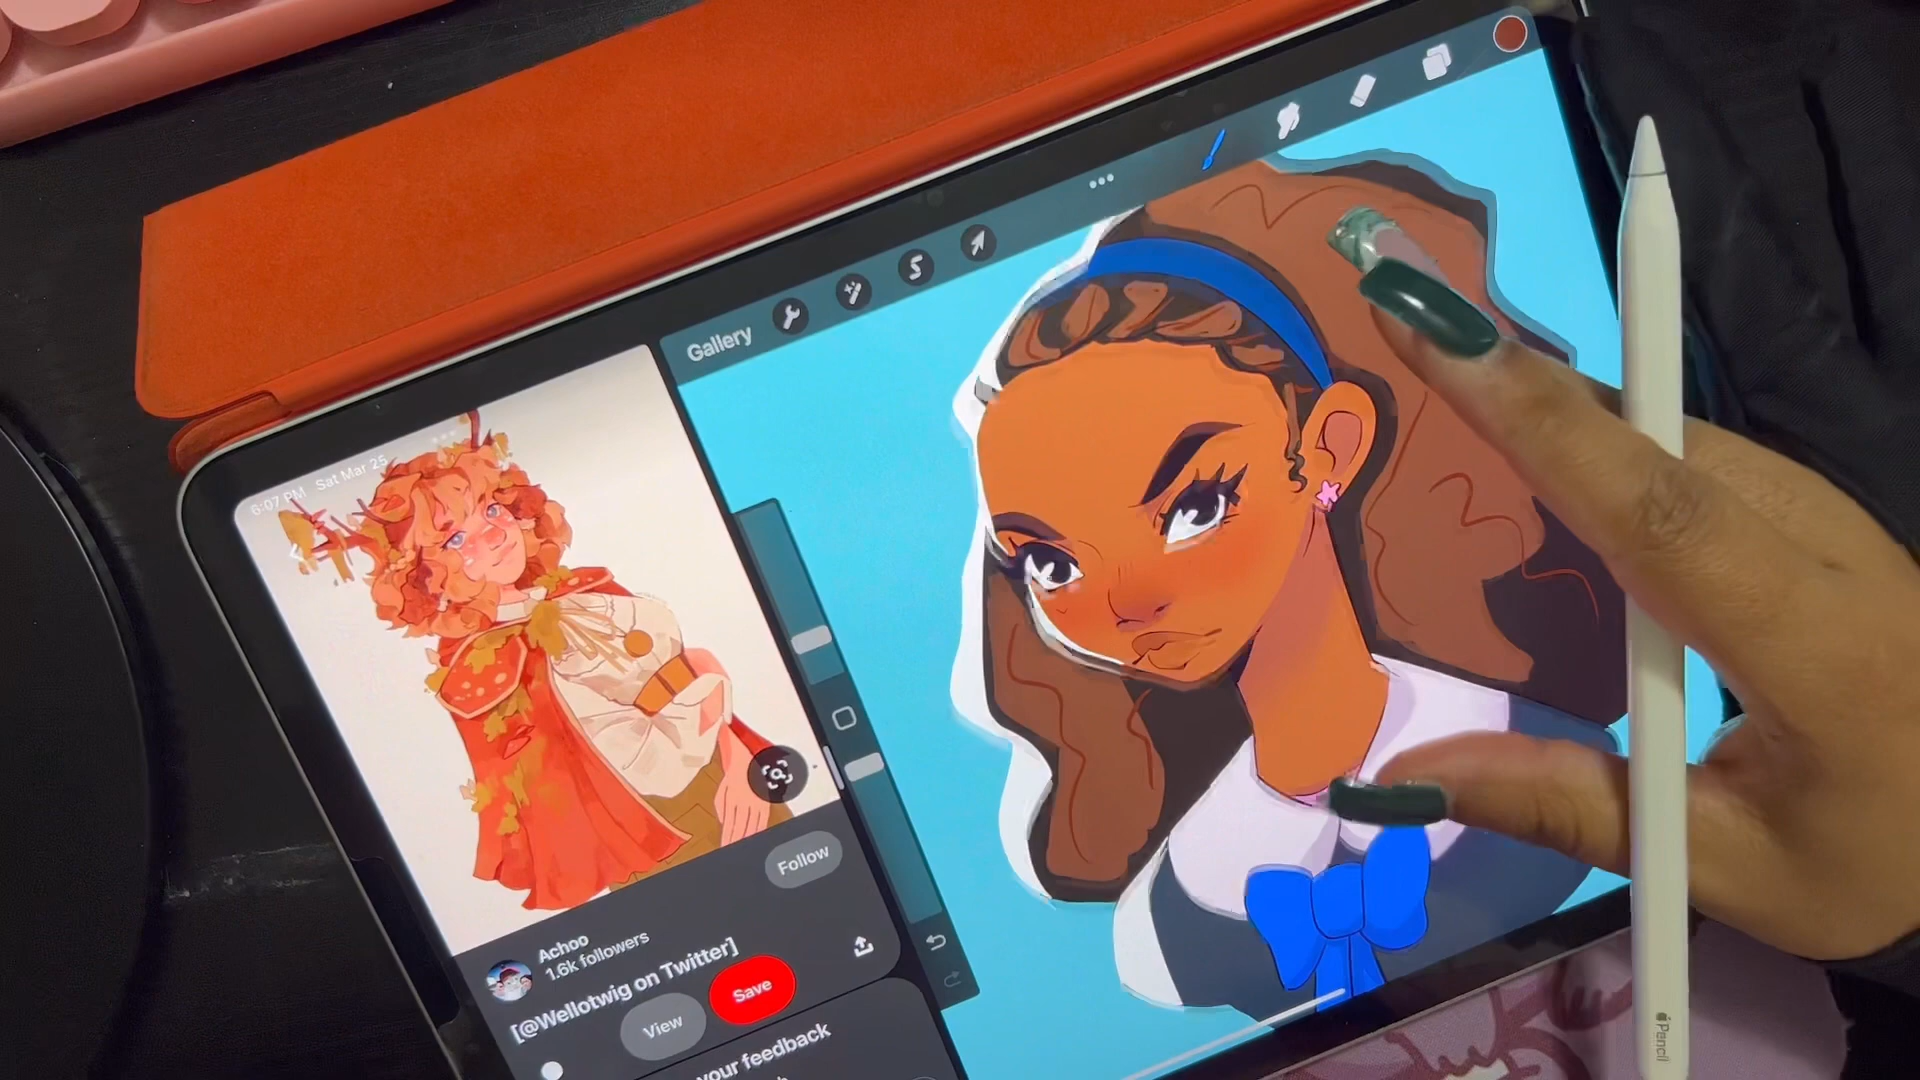 6:07 PM Sat Mar 25
Gallery
Follow
Achoo
1.6k followers
[@Wellotwig on Twitter]
View
Save
your feedback
Pencil